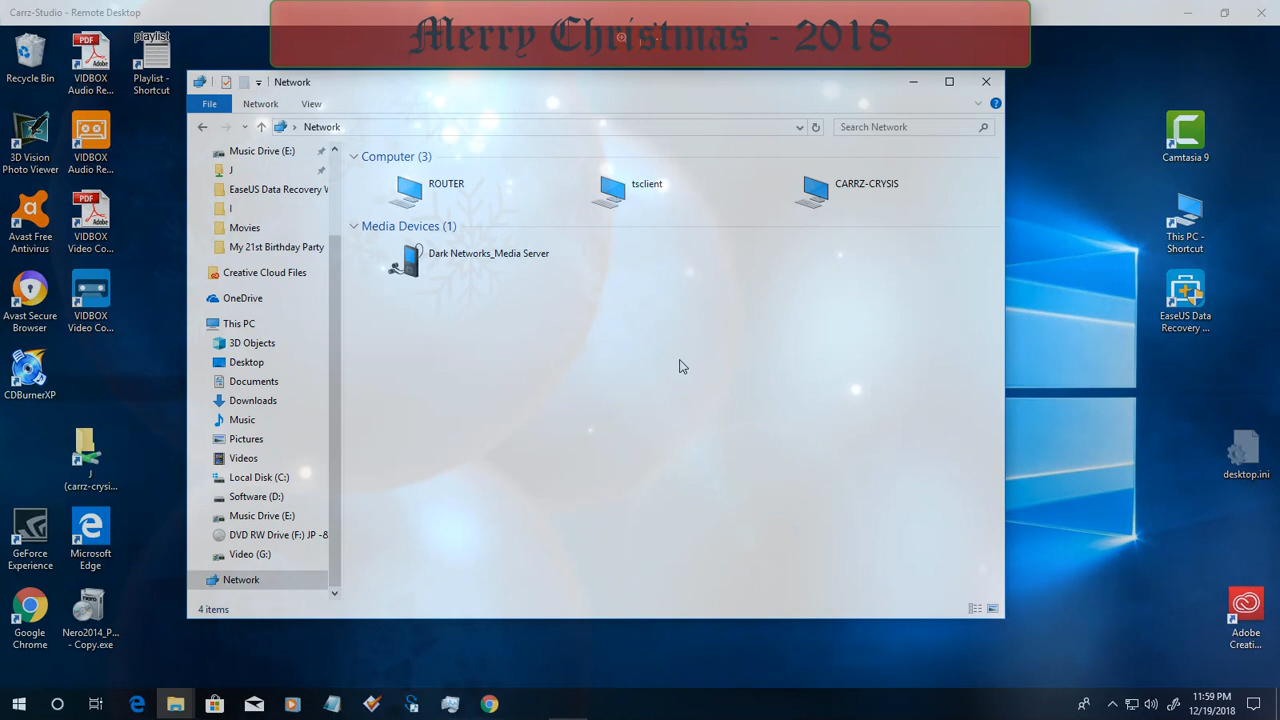 Carrz-Studio - Remote Desktop
Merry Christmas - 2018
Recycle Bin
VIDBOX Audio Re...
Playlist - Shortcut
3D Vision Photo Viewer
VIDBOX Audio Re...
Avast Free Antivirus
VIDBOX Video Co...
Avast Secure Browser
VIDBOX Video Co...
CDBurnerXP
J (carrz-crysi...
GeForce Experience
Microsoft Edge
Google Chrome
Nero2014_P... - Copy.exe
Network
File
Network
View
Network
Search Network
Music Drive (E:)
J
EaseUS Data Recovery W
I
Movies
My 21st Birthday Party
Creative Cloud Files
OneDrive
This PC
3D Objects
Desktop
Documents
Downloads
Music
Pictures
Videos
Local Disk (C:)
Software (D:)
Music Drive (E:)
DVD RW Drive (F:) JP -8
Video (G:)
Network
Computer (3)
ROUTER
tsclient
CARRZ-CRYSIS
Media Devices (1)
Dark Networks_Media Server
4 items
Camtasia 9
This PC - Shortcut
EaseUS Data Recovery ...
desktop.ini
Adobe Creati...
11:59 PM
12/19/2018